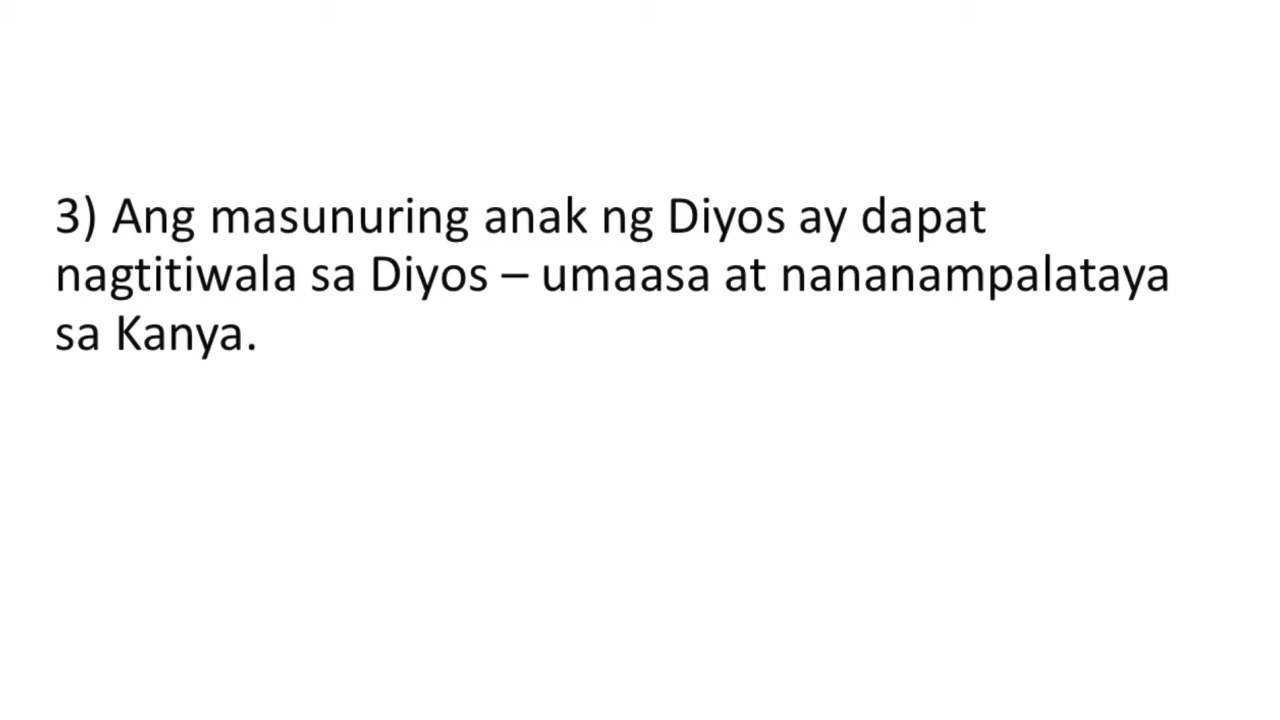 3) Ang masunuring anak ng Diyos ay dapat
nagtitiwala sa Diyos – umaasa at nananampalataya
sa Kanya.